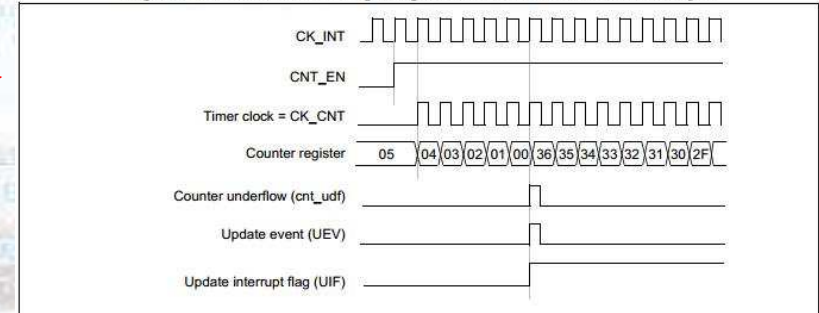 CK_INT
CNT_EN
Timer clock = CK_CNT
Counter register 05 04 03 02 01 00 36 35 34 33 32 31 30 2F
Counter underflow (cnt_udf)
Update event (UEV)
Update interrupt flag (UIF)